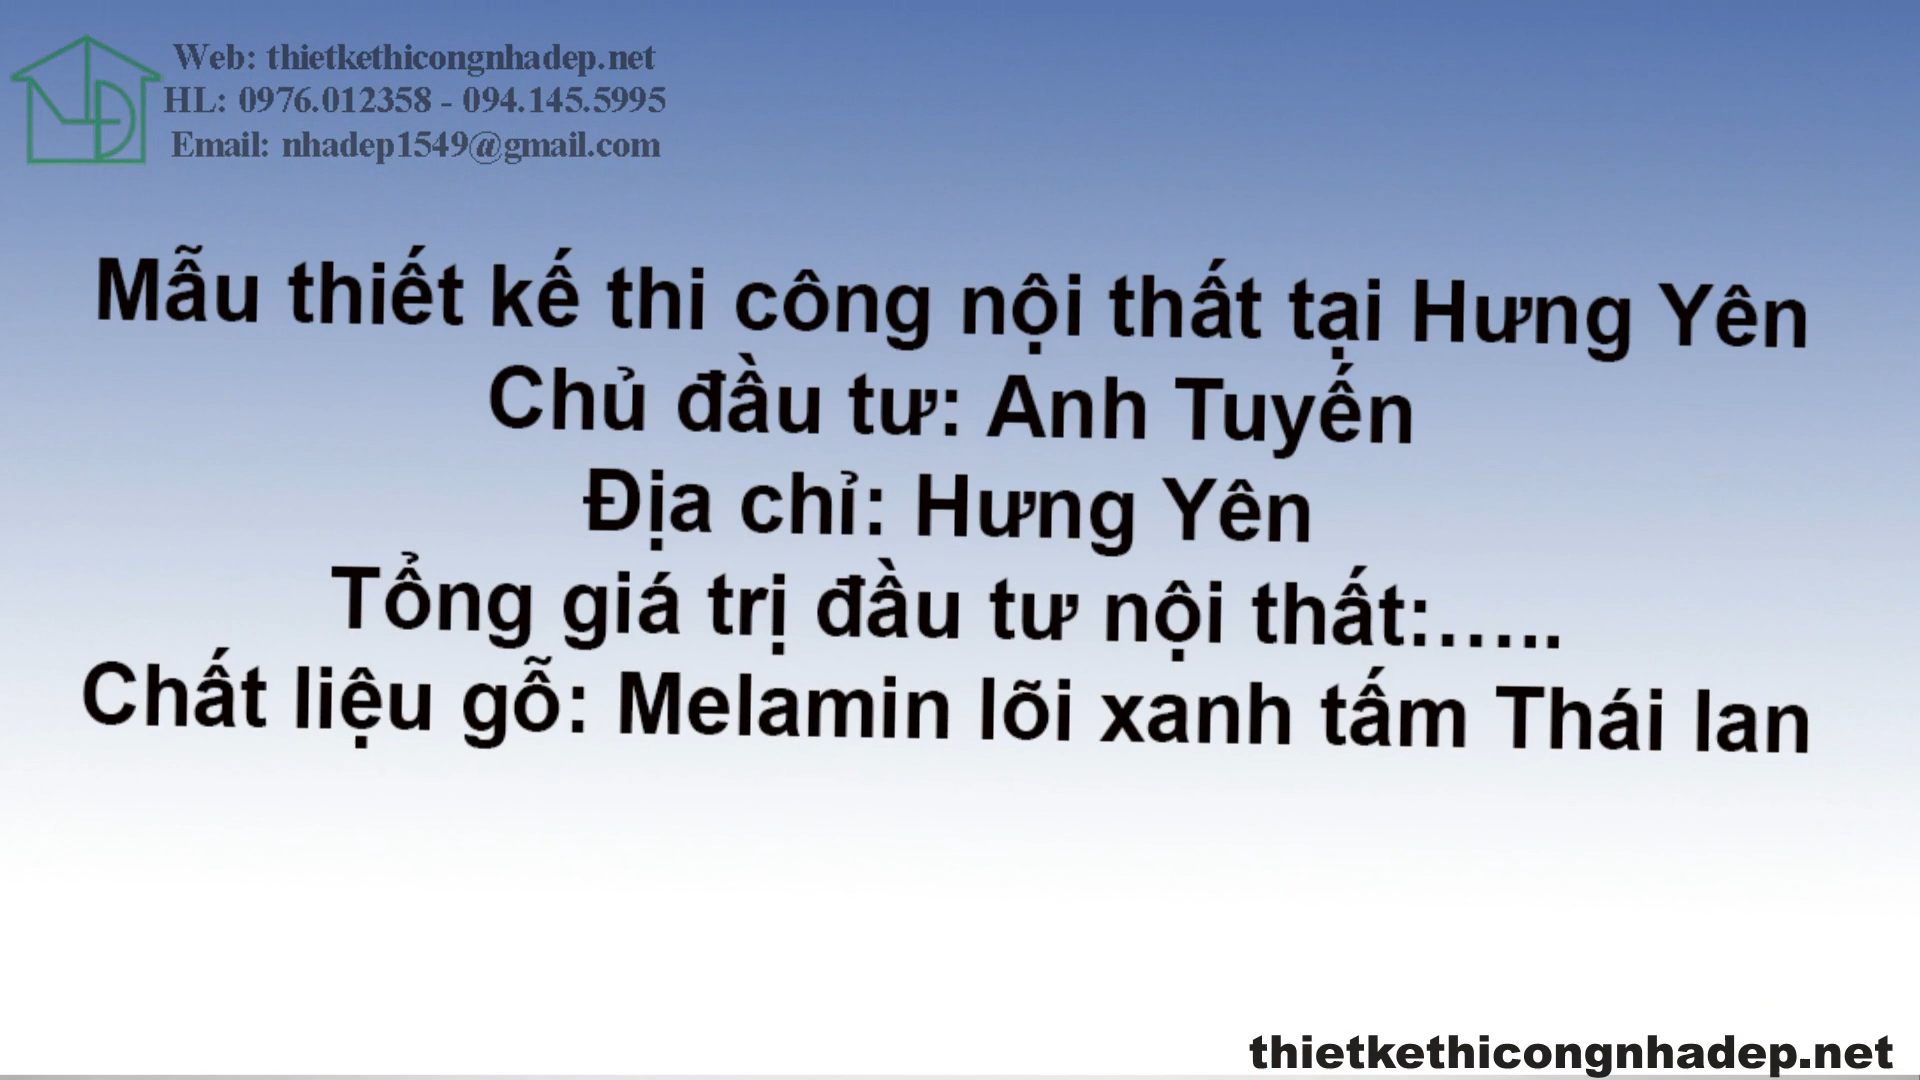 Web: thietkethicongnhadep.net
HL: 0976.012358 - 094.145.5995
Email: nhadep1549@gmail.com
Mẫu thiết kế thi công nội thất tại Hưng Yên
Chủ đầu tư: Anh Tuyến
Địa chỉ: Hưng Yên
Tổng giá trị đầu tư nội thất:.....
Chất liệu gỗ: Melamin lõi xanh tấm Thái lan
thietkethicongnhadep.net